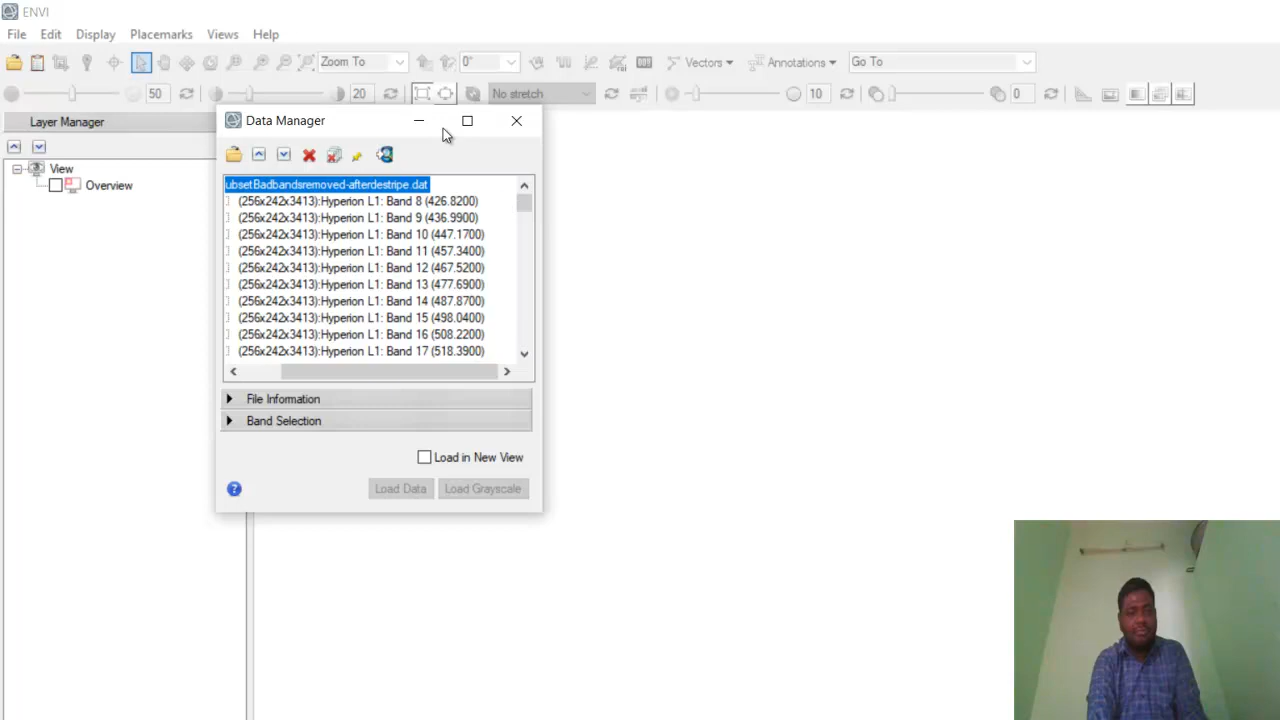 ENVI
File Edit Display Placemarks Views Help
Zoom To 0° Vectors Annotations Go To
50 20 No stretch 10 0
Layer Manager
View
Overview
Data Manager
ubsetBadbandsremoved-afterdestripe.dat
(256x242x3413):Hyperion L1: Band 8 (426.8200)
(256x242x3413):Hyperion L1: Band 9 (436.9900)
(256x242x3413):Hyperion L1: Band 10 (447.1700)
(256x242x3413):Hyperion L1: Band 11 (457.3400)
(256x242x3413):Hyperion L1: Band 12 (467.5200)
(256x242x3413):Hyperion L1: Band 13 (477.6900)
(256x242x3413):Hyperion L1: Band 14 (487.8700)
(256x242x3413):Hyperion L1: Band 15 (498.0400)
(256x242x3413):Hyperion L1: Band 16 (508.2200)
(256x242x3413):Hyperion L1: Band 17 (518.3900)
File Information
Band Selection
Load in New View
Load Data Load Grayscale